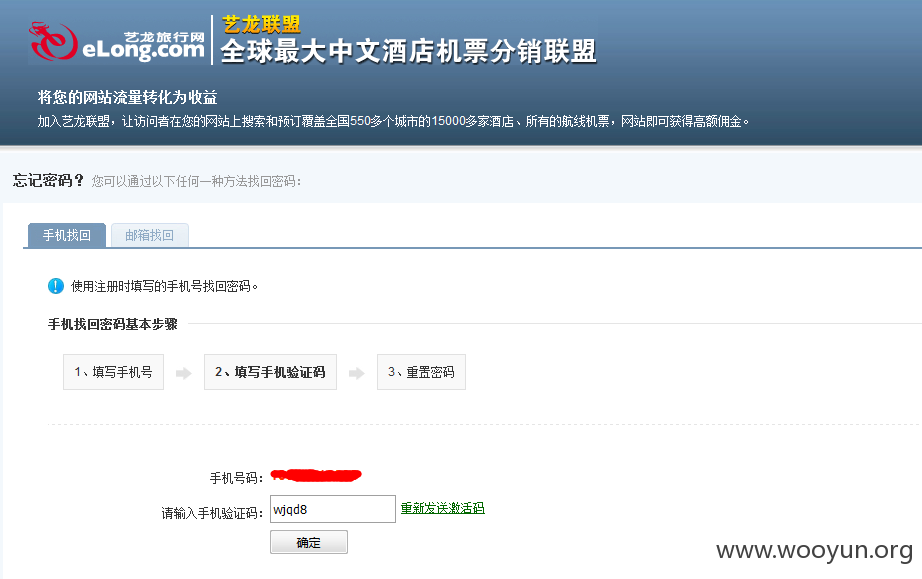 艺龙旅行网
eLong.com
艺龙联盟
全球最大中文酒店机票分销联盟
将您的网站流量转化为收益
加入艺龙联盟，让访问者在您的网站上搜索和预订覆盖全国550多个城市的15000多家酒店、所有的航线机票，网站即可获得高额佣金。
忘记密码？ 您可以通过以下任何一种方法找回密码：
手机找回 邮箱找回
使用注册时填写的手机号找回密码。
手机找回密码基本步骤
1、填写手机号 2、填写手机验证码 3、重置密码
手机号码：
请输入手机验证码： wjqd8 重新发送激活码
确定
www.wooyun.org